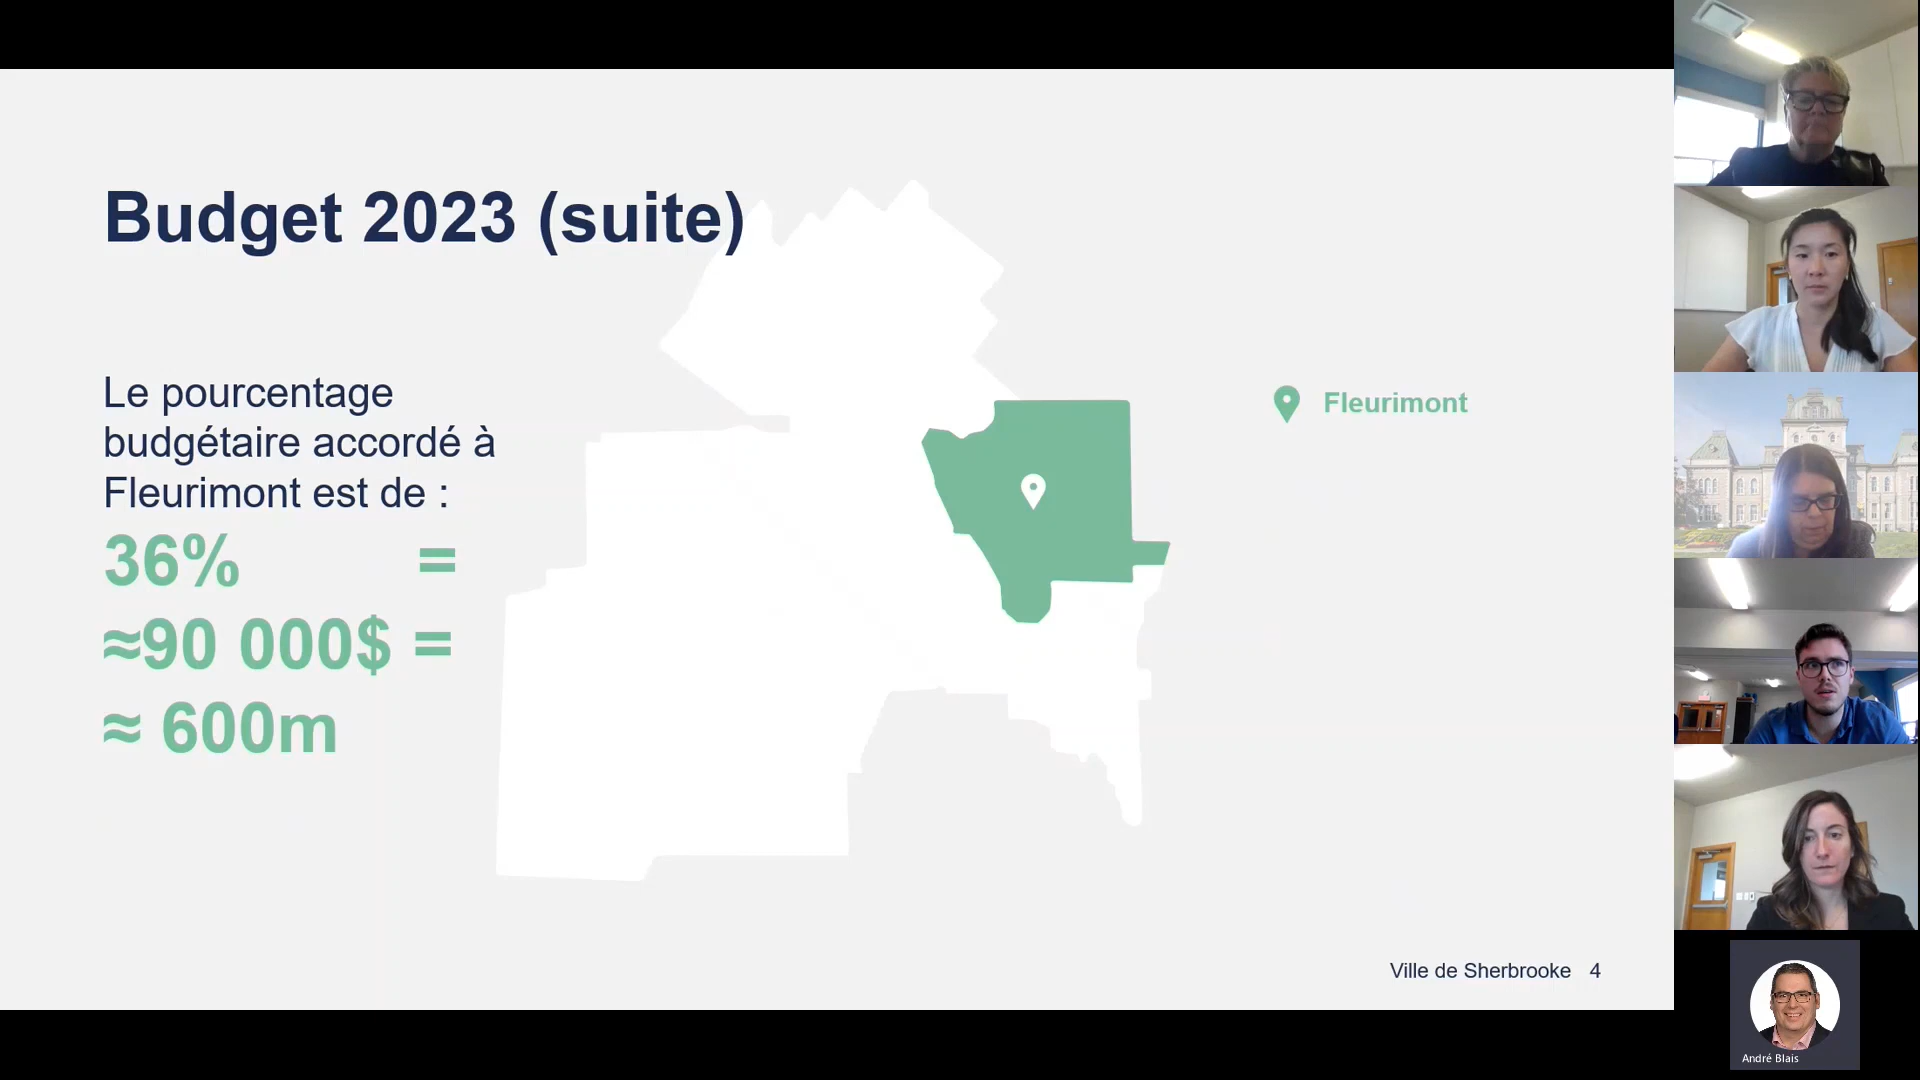 Budget 2023 (suite)
Le pourcentage
budgétaire accordé à
Fleurimont est de :
36% =
≈90 000$ =
≈ 600m
Fleurimont
Ville de Sherbrooke 4
André Blais